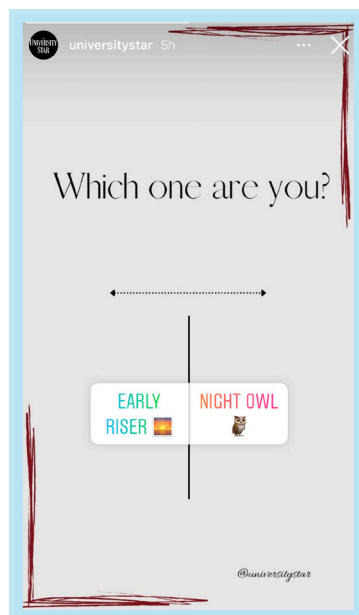 UNIVERSITY
STAR
universitystar 5h
Which one are you?
EARLY
RISER 🌅
NIGHT OWL
🦉
@universitystar